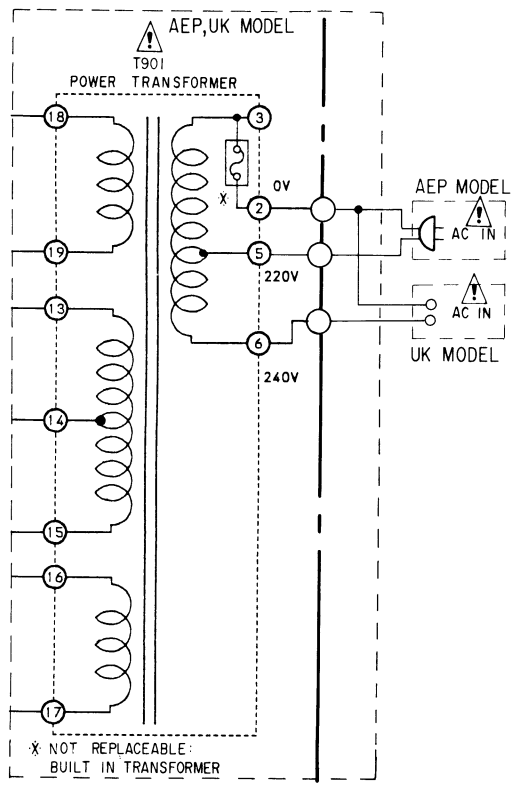 AEP,UK MODEL
!
T901
POWER TRANSFORMER
18
3
※
0V
2
AEP MODEL
!
AC IN
19
5
220V
13
!
AC IN
UK MODEL
6
240V
14
15
16
17
※ NOT REPLACEABLE:
BUILT IN TRANSFORMER